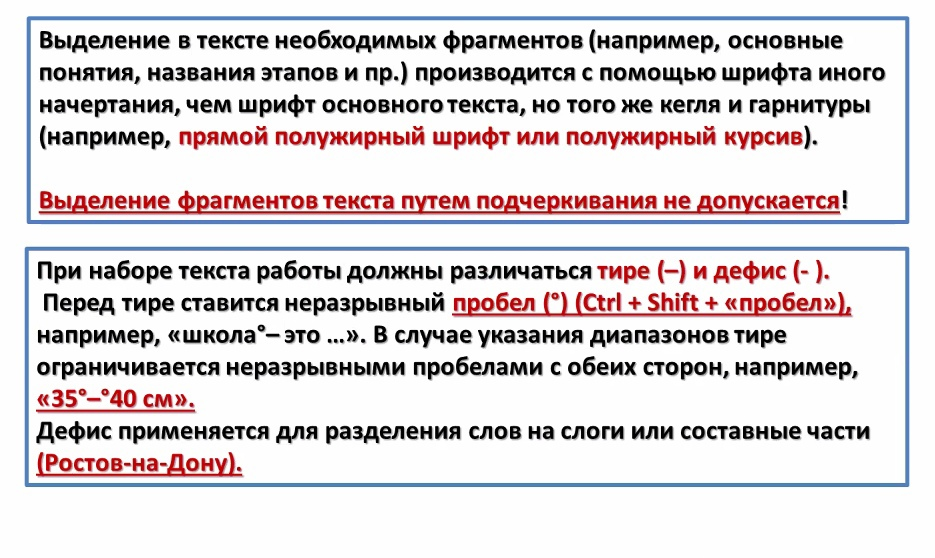 Выделение в тексте необходимых фрагментов (например, основные
понятия, названия этапов и пр.) производится с помощью шрифта иного
начертания, чем шрифт основного текста, но того же кегля и гарнитуры
(например, прямой полужирный шрифт или полужирный курсив).
Выделение фрагментов текста путем подчеркивания не допускается!
При наборе текста работы должны различаться тире (–) и дефис (- ).
Перед тире ставится неразрывный пробел (°) (Ctrl + Shift + «пробел»),
например, «школа°– это ...». В случае указания диапазонов тире
ограничивается неразрывными пробелами с обеих сторон, например,
«35°–°40 см».
Дефис применяется для разделения слов на слоги или составные части
(Ростов-на-Дону).